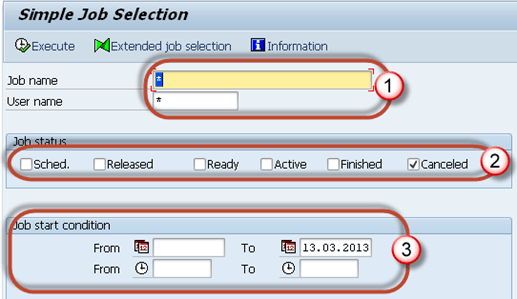 Simple Job Selection
Execute Extended job selection Information
Job name *
User name *
1
Job status
Sched. Released Ready Active Finished Canceled
2
Job start condition
From To 13.03.2013
From To
3